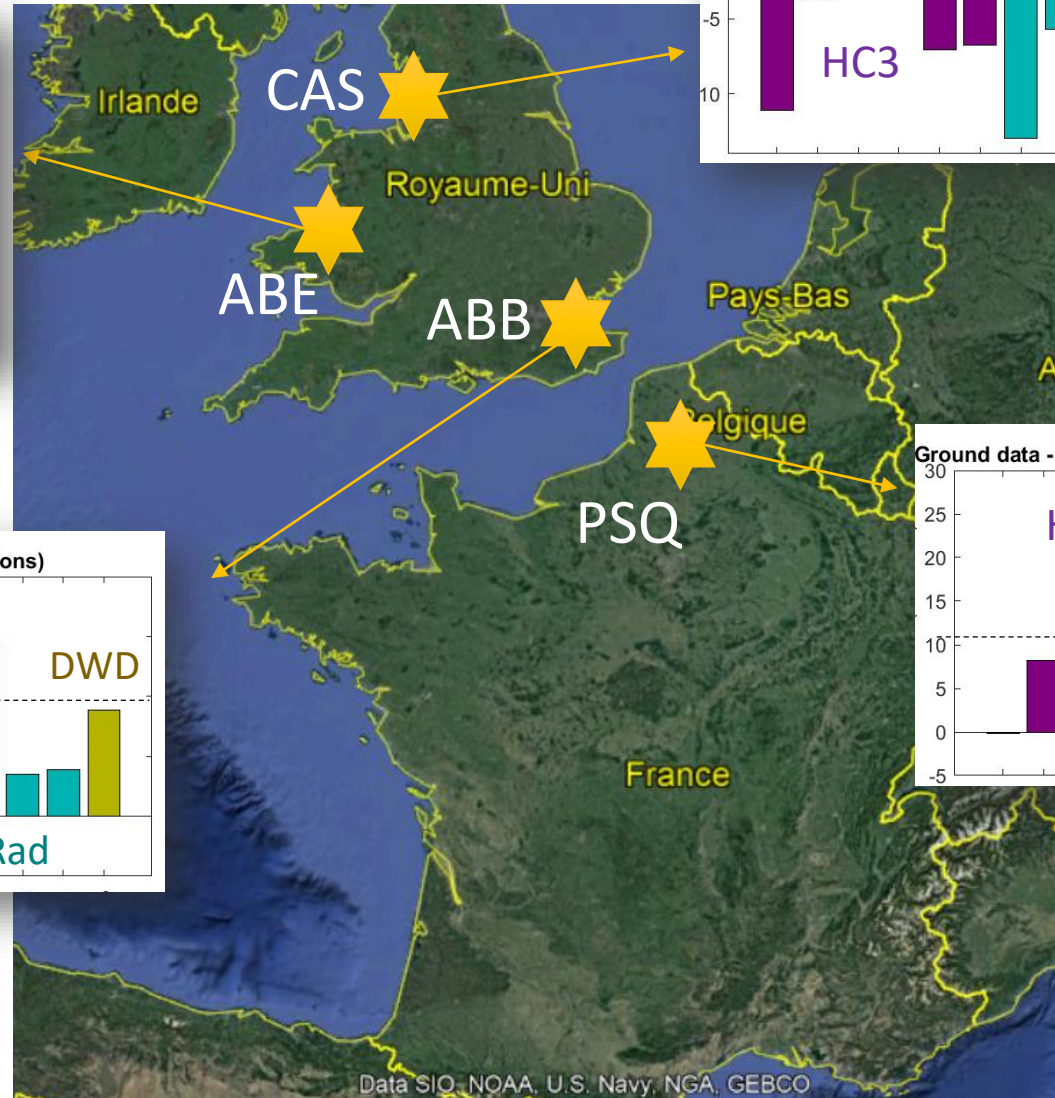 -5
10
HC3
CAS
Irlande
Royaume-Uni
ABE
ABB
Pays-Bas
A
elgique
PSQ
Ground data -
30
25
20
15
10
5
0
-5
H
ons)
DWD
Rad
France
Data SIO, NOAA, U.S. Navy, NGA, GEBCO